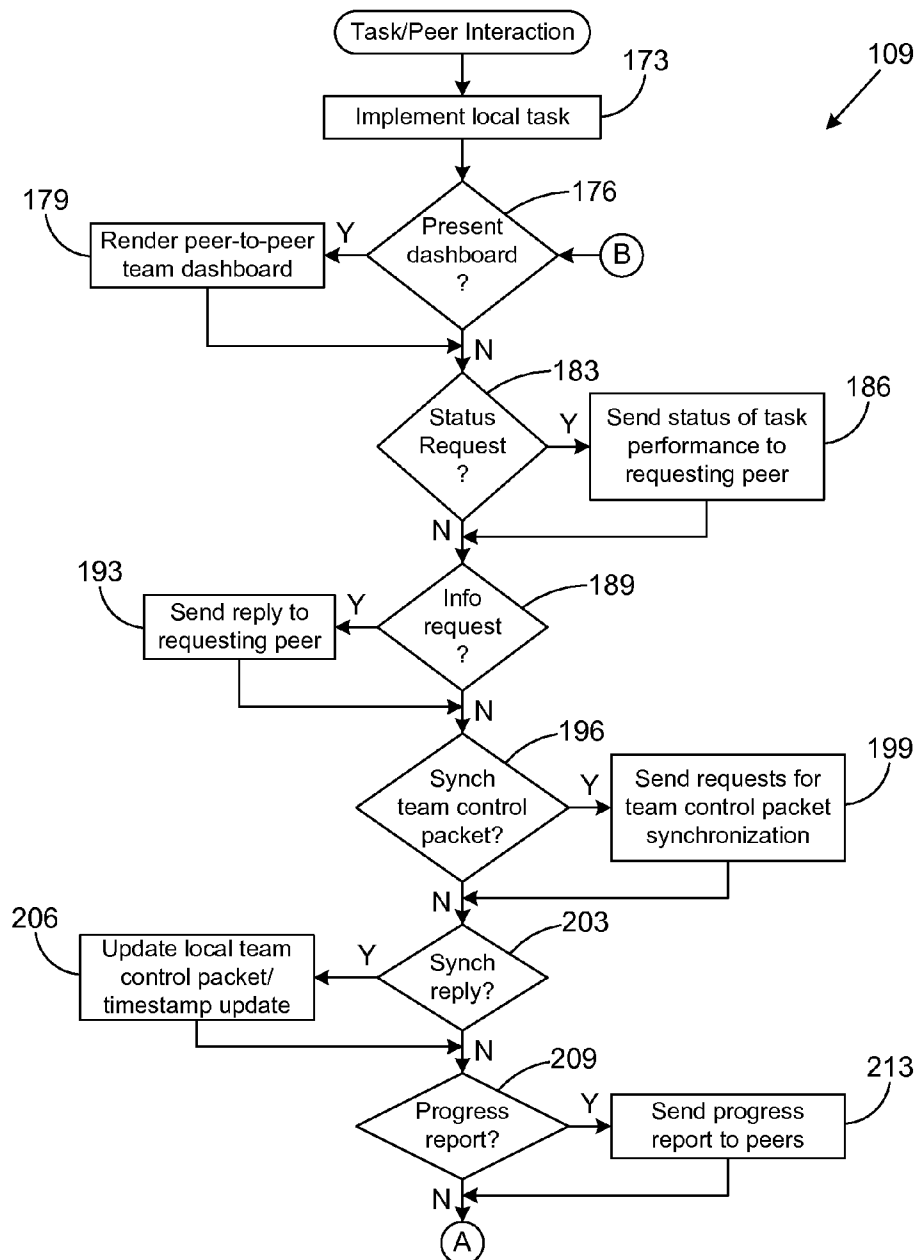 Task/Peer Interaction
109
173
Implement local task
176
179
Present
dashboard
?
Y
Render peer-to-peer
team dashboard
B
N
183
Status
Request
?
Y
186
Send status of task
performance to
requesting peer
N
193
189
Info
request
?
Y
Send reply to
requesting peer
N
196
Synch
team control
packet?
Y
199
Send requests for
team control packet
synchronization
N
206
203
Synch
reply?
Y
Update local team
control packet/
timestamp update
N
209
Progress
report?
Y
213
Send progress
report to peers
N
A